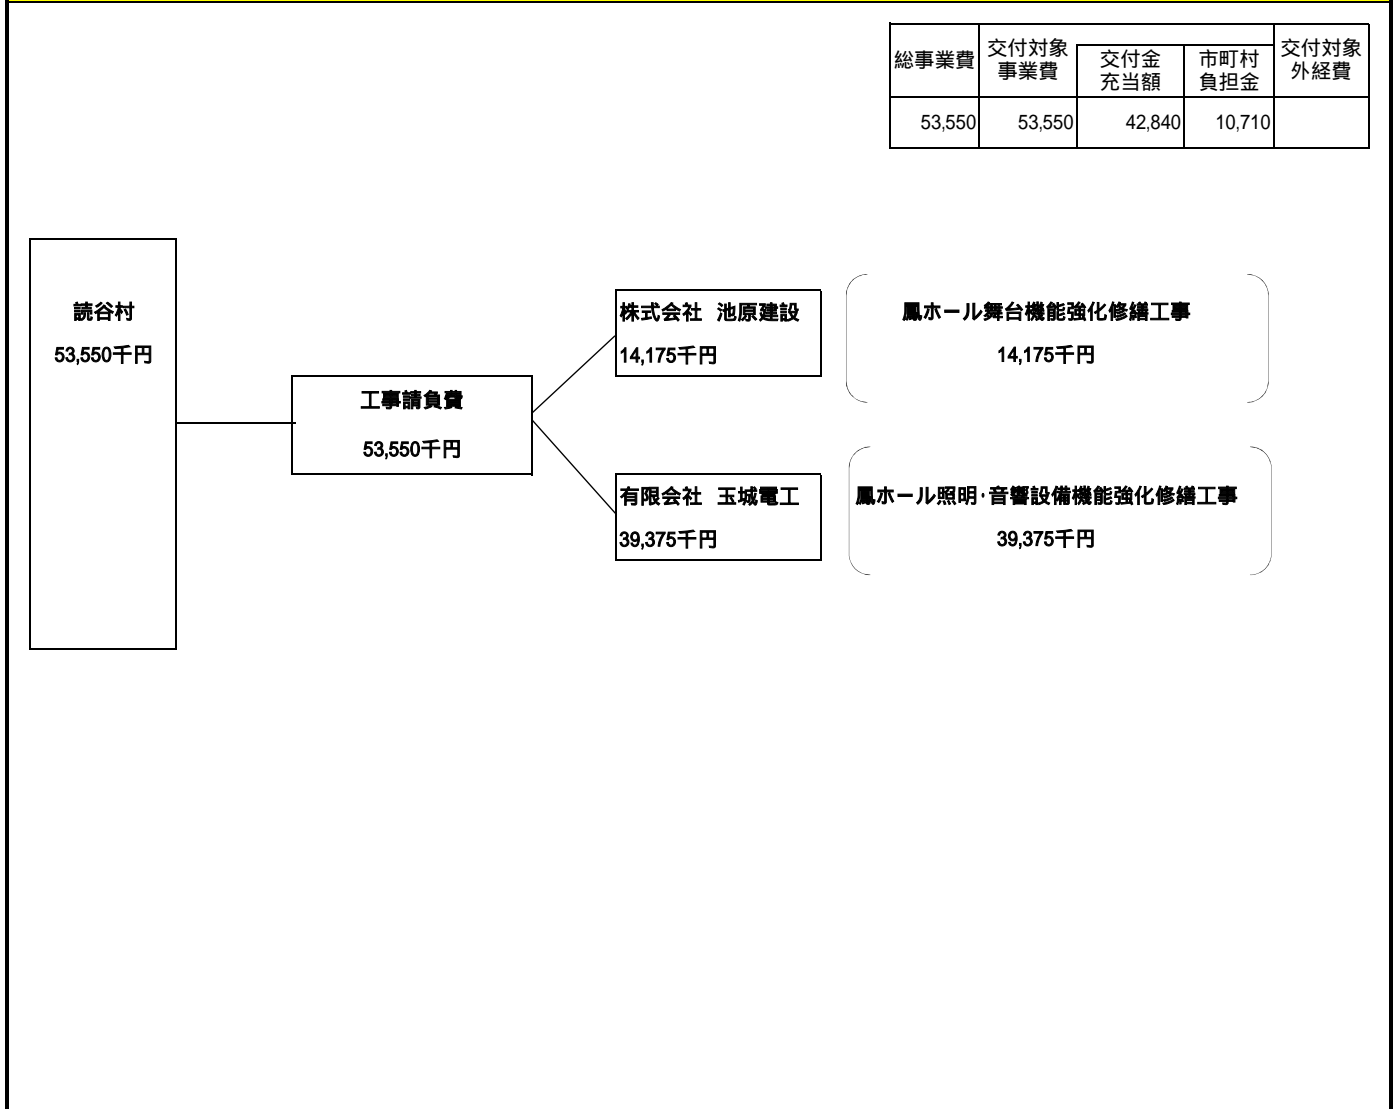 総事業費
交付対象
事業費
交付金
充当額
市町村
負担金
交付対象
外経費
53,550
53,550
42,840
10,710
読谷村
53,550千円
工事請負費
53,550千円
株式会社 池原建設
14,175千円
鳳ホール舞台機能強化修繕工事
14,175千円
有限会社 玉城電工
39,375千円
鳳ホール照明・音響設備機能強化修繕工事
39,375千円